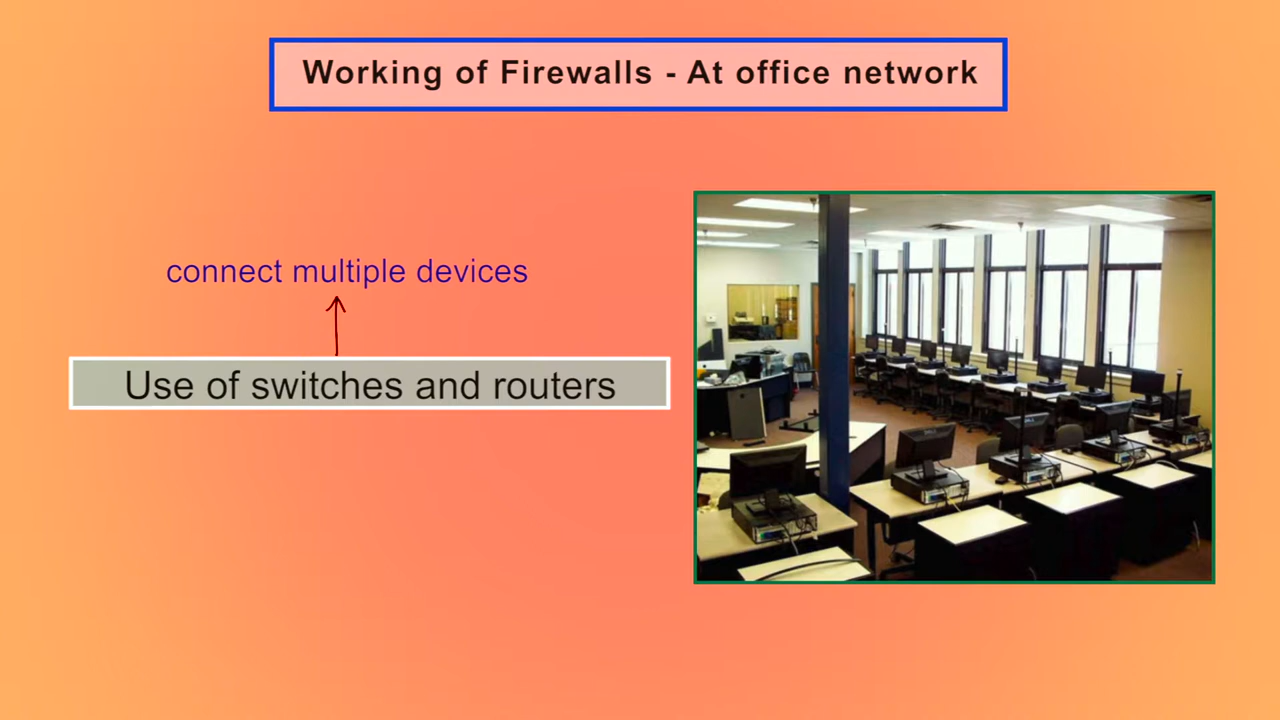 Working of Firewalls - At office network
connect multiple devices
Use of switches and routers